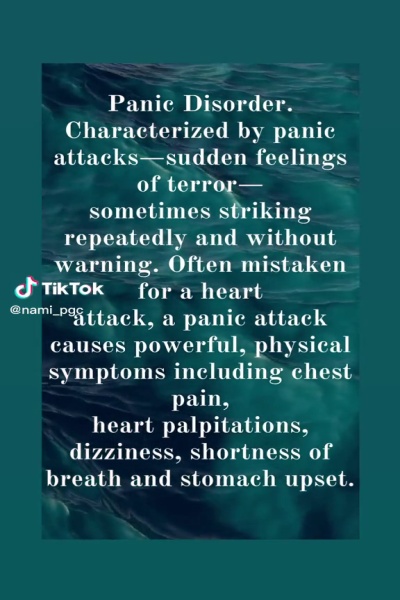 Panic Disorder.
Characterized by panic
attacks—sudden feelings
of terror—
sometimes striking
repeatedly and without
warning. Often mistaken
TikTok
for a heart
@nami_pgc
attack, a panic attack
causes powerful, physical
symptoms including chest
pain,
heart palpitations,
dizziness, shortness of
breath and stomach upset.